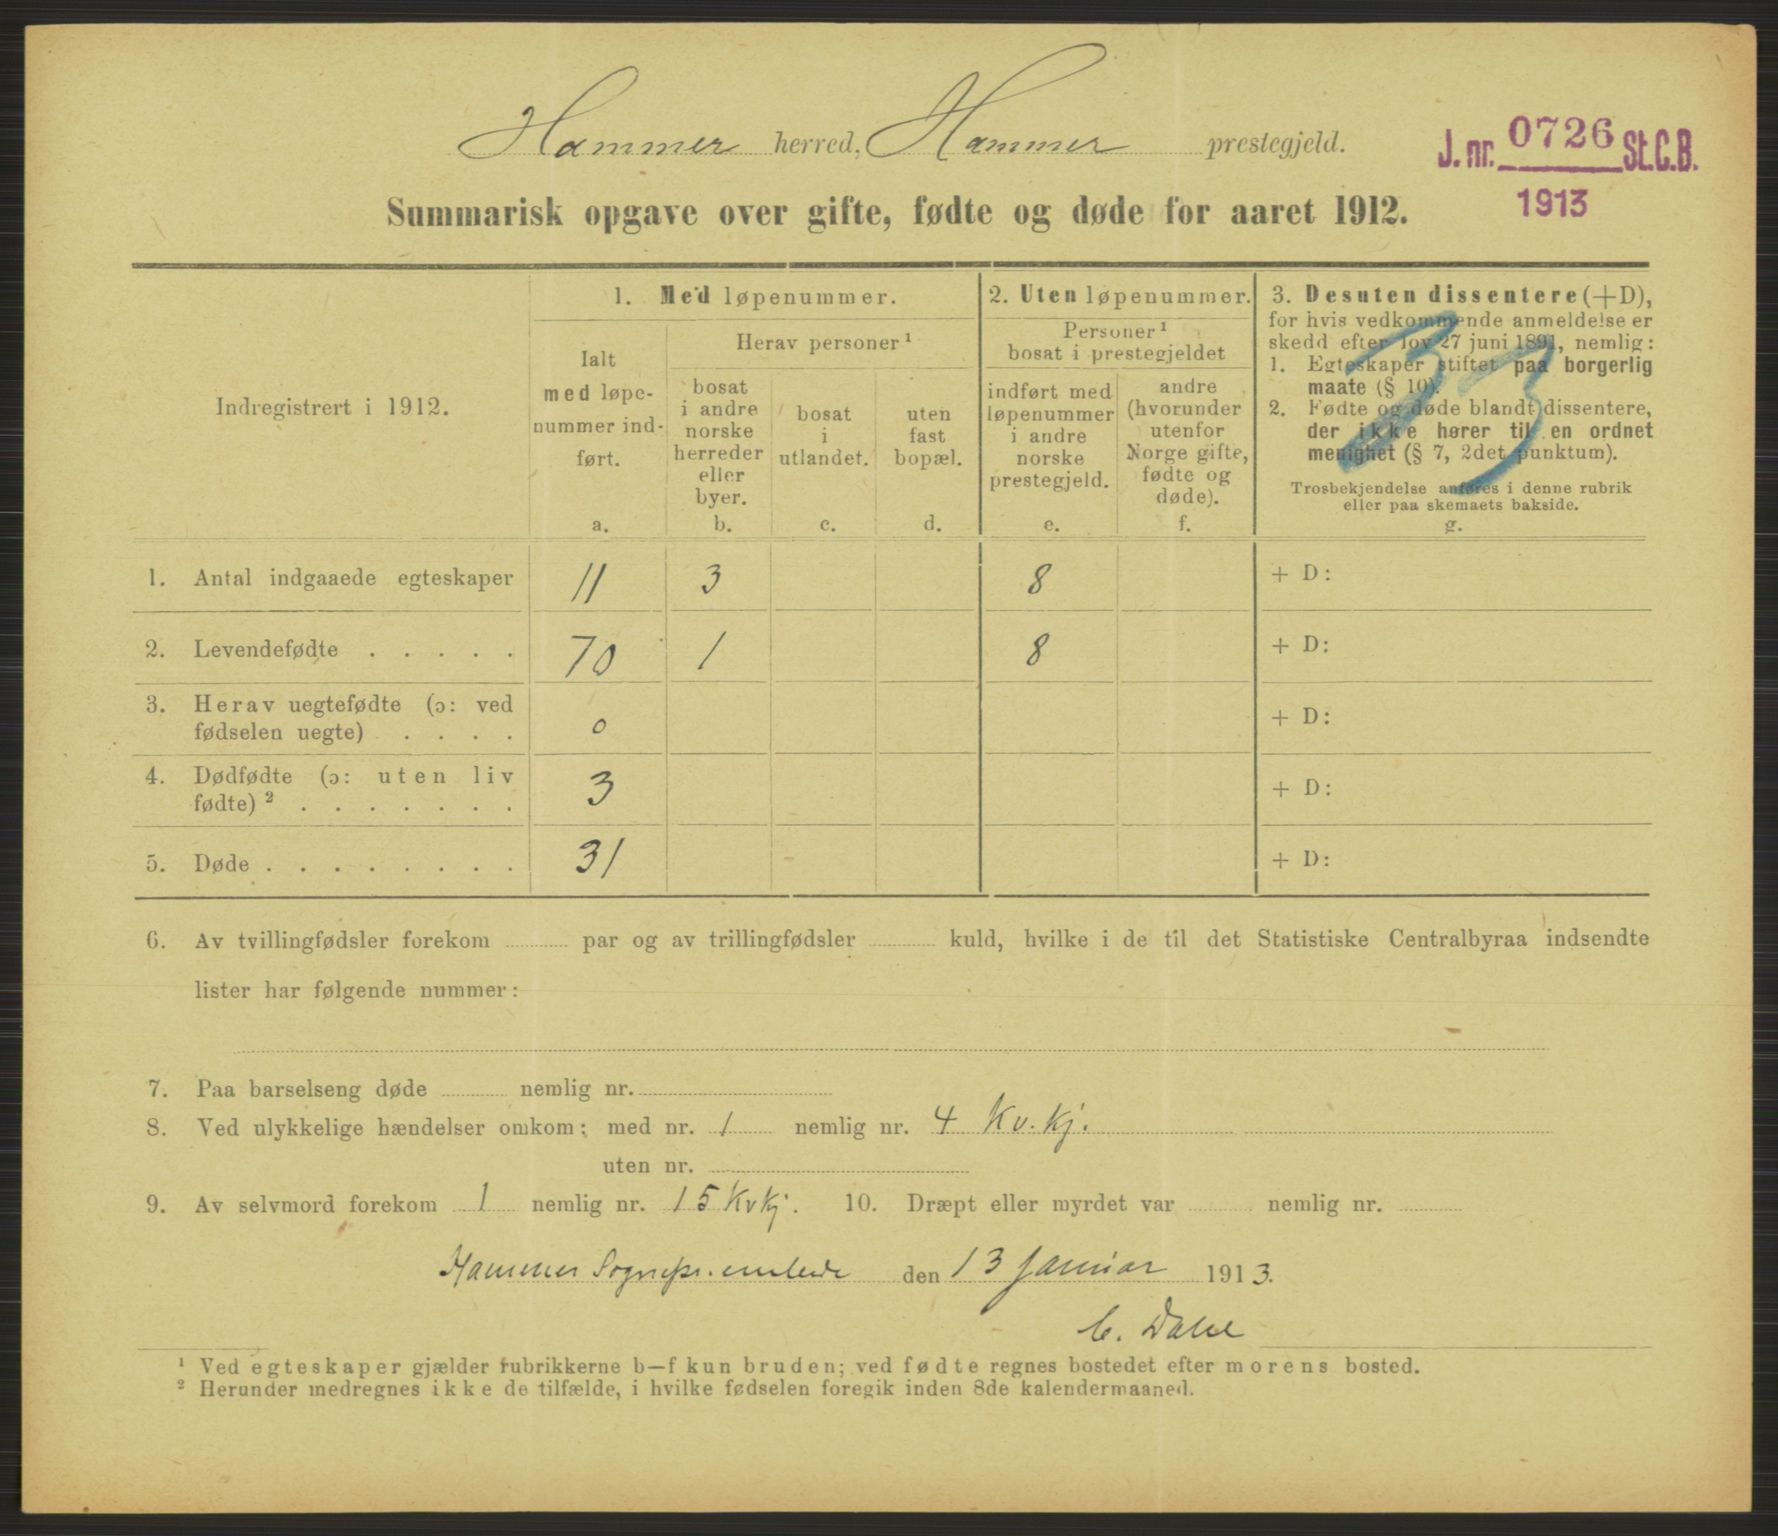 Hammer herred, Hammer prestegjeld.
J. nr. 0726 St.C.B.
1913
Summarisk opgave over gifte, fødte og døde for aaret 1912.
Indregistrert i 1912.
1. Med løpenummer.
Ialt
med løpe-
nummer ind-
ført.
a.
Herav personer ¹
bosat
i andre
norske
herreder
eller
byer.
b.
bosat
i
utlandet.
c.
uten
fast
bopæl.
d.
2. Uten løpenummer.
Personer ¹
bosat i prestegjeldet
indført med
løpenummer
i andre
norske
prestegjeld.
e.
andre
(hvorunder
utenfor
Norge gifte,
fødte og
døde).
f.
3. Desuten dissentere (+D),
for hvis vedkommende anmeldelse er
skedd efter lov 27 juni 1891, nemlig:
1. Egteskaper stiftet paa borgerlig
maate (§ 10).
2. Fødte og døde blandt dissentere,
der ikke hører til en ordnet
menighet (§ 7, 2det punktum).
Trosbekjendelse anføres i denne rubrik
eller paa skemaets bakside.
g.
33
1. Antal indgaaede egteskaper 11 3 8 + D:
2. Levendefødte . . . . . 70 1 8 + D:
3. Herav uegtefødte (ɔ: ved
fødselen uegte) . . . . 0 + D:
4. Dødfødte (ɔ: uten liv
fødte) ² . . . . . . . 3 + D:
5. Døde . . . . . . . . 31 + D:
6. Av tvillingfødsler forekom par og av trillingfødsler kuld, hvilke i de til det Statistiske Centralbyraa indsendte
lister har følgende nummer:
7. Paa barselseng døde nemlig nr.
8. Ved ulykkelige hændelser omkom: med nr. 1 nemlig nr. 4 Kv. kj.
uten nr.
9. Av selvmord forekom 1 nemlig nr. 15 Kvkj. 10. Dræpt eller myrdet var nemlig nr.
Hammer Sognepr. den 13 januar 1913.
C. Dahl
¹ Ved egteskaper gjælder rubrikkerne b—f kun bruden; ved fødte regnes bostedet efter morens bosted.
² Herunder medregnes ikke de tilfælde, i hvilke fødselen foregik inden 8de kalendermaaned.